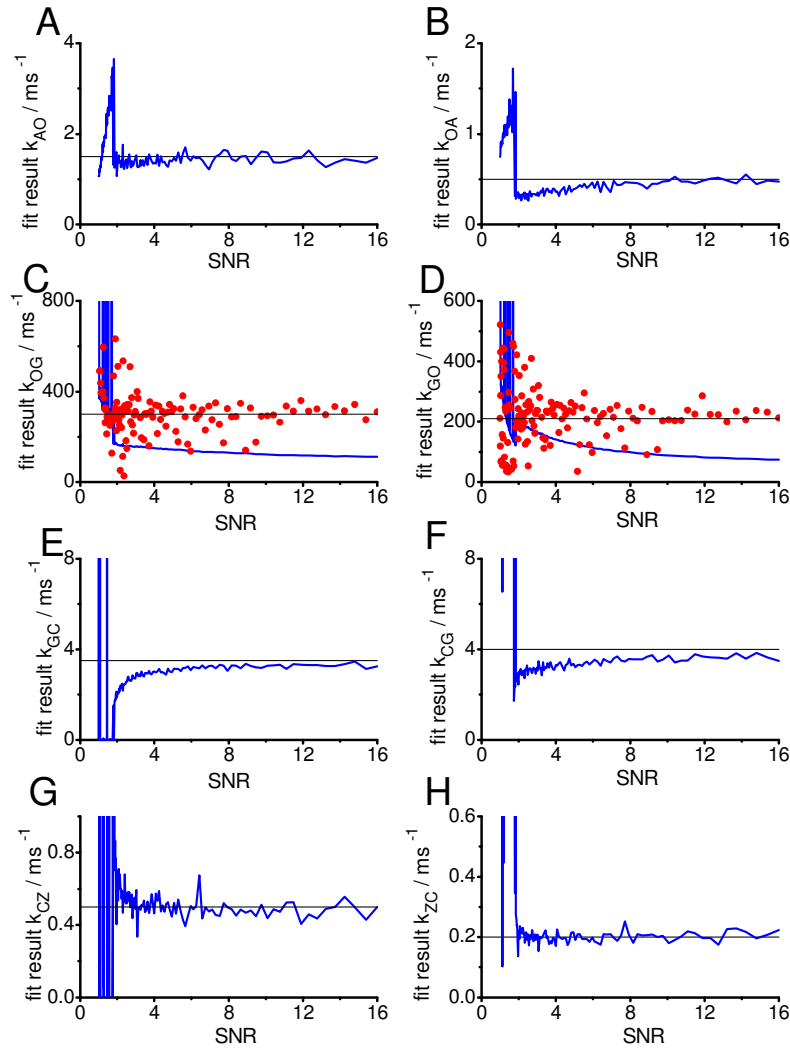 A
B
fit result k_AO / ms⁻¹
4
2
0
0 4 8 12 16
SNR
fit result k_OA / ms⁻¹
2
1
0
0 4 8 12 16
SNR
C
D
fit result k_OG / ms⁻¹
800
400
0
0 4 8 12 16
SNR
fit result k_GO / ms⁻¹
600
400
200
0
0 4 8 12 16
SNR
E
F
fit result k_GC / ms⁻¹
8
4
0
0 4 8 12 16
SNR
fit result k_CG / ms⁻¹
8
4
0
0 4 8 12 16
SNR
G
H
fit result k_CZ / ms⁻¹
0.5
0.0
0 4 8 12 16
SNR
fit result k_ZC / ms⁻¹
0.6
0.4
0.2
0.0
0 4 8 12 16
SNR